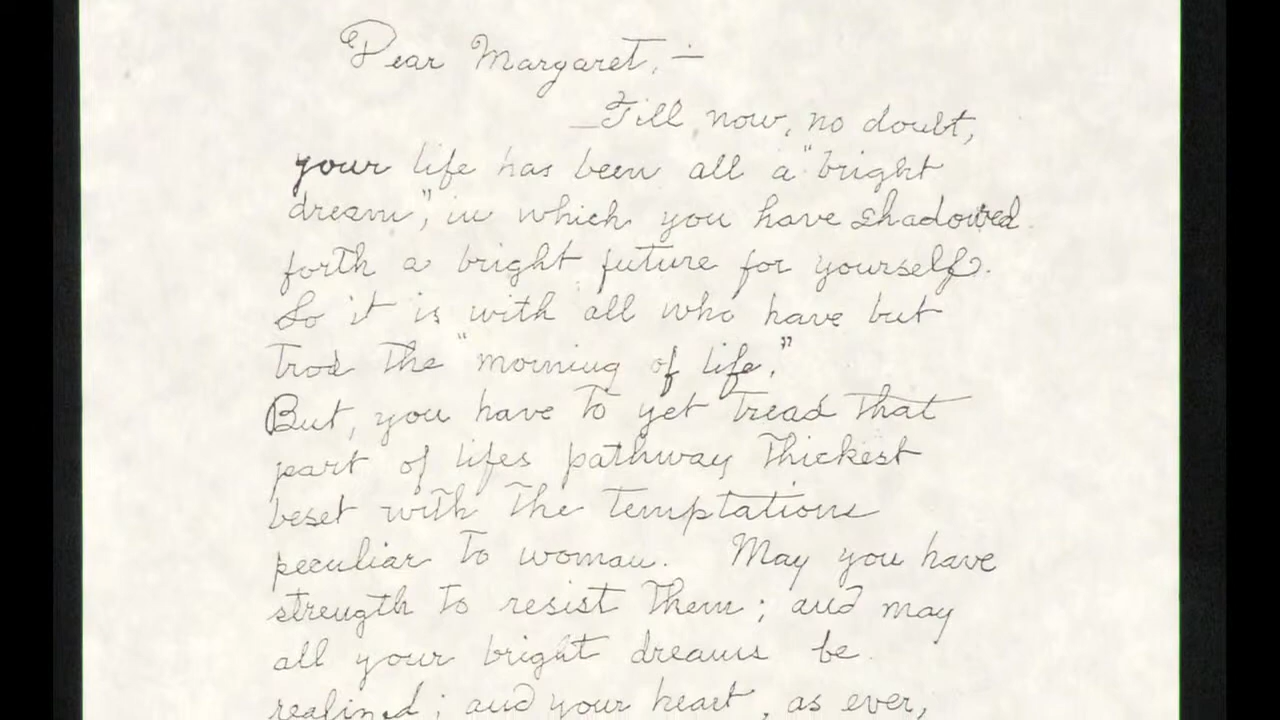 Dear Margaret, —
Till now, no doubt,
your life has been all a "bright
dream", in which you have shadowed
forth a bright future for yourself.
So it is with all who have but
trod the "morning of life."
But, you have to yet tread that
part of lifes pathway thickest
beset with the temptations
peculiar to woman. May you have
strength to resist them; and may
all your bright dreams be
realized; and your heart, as ever,